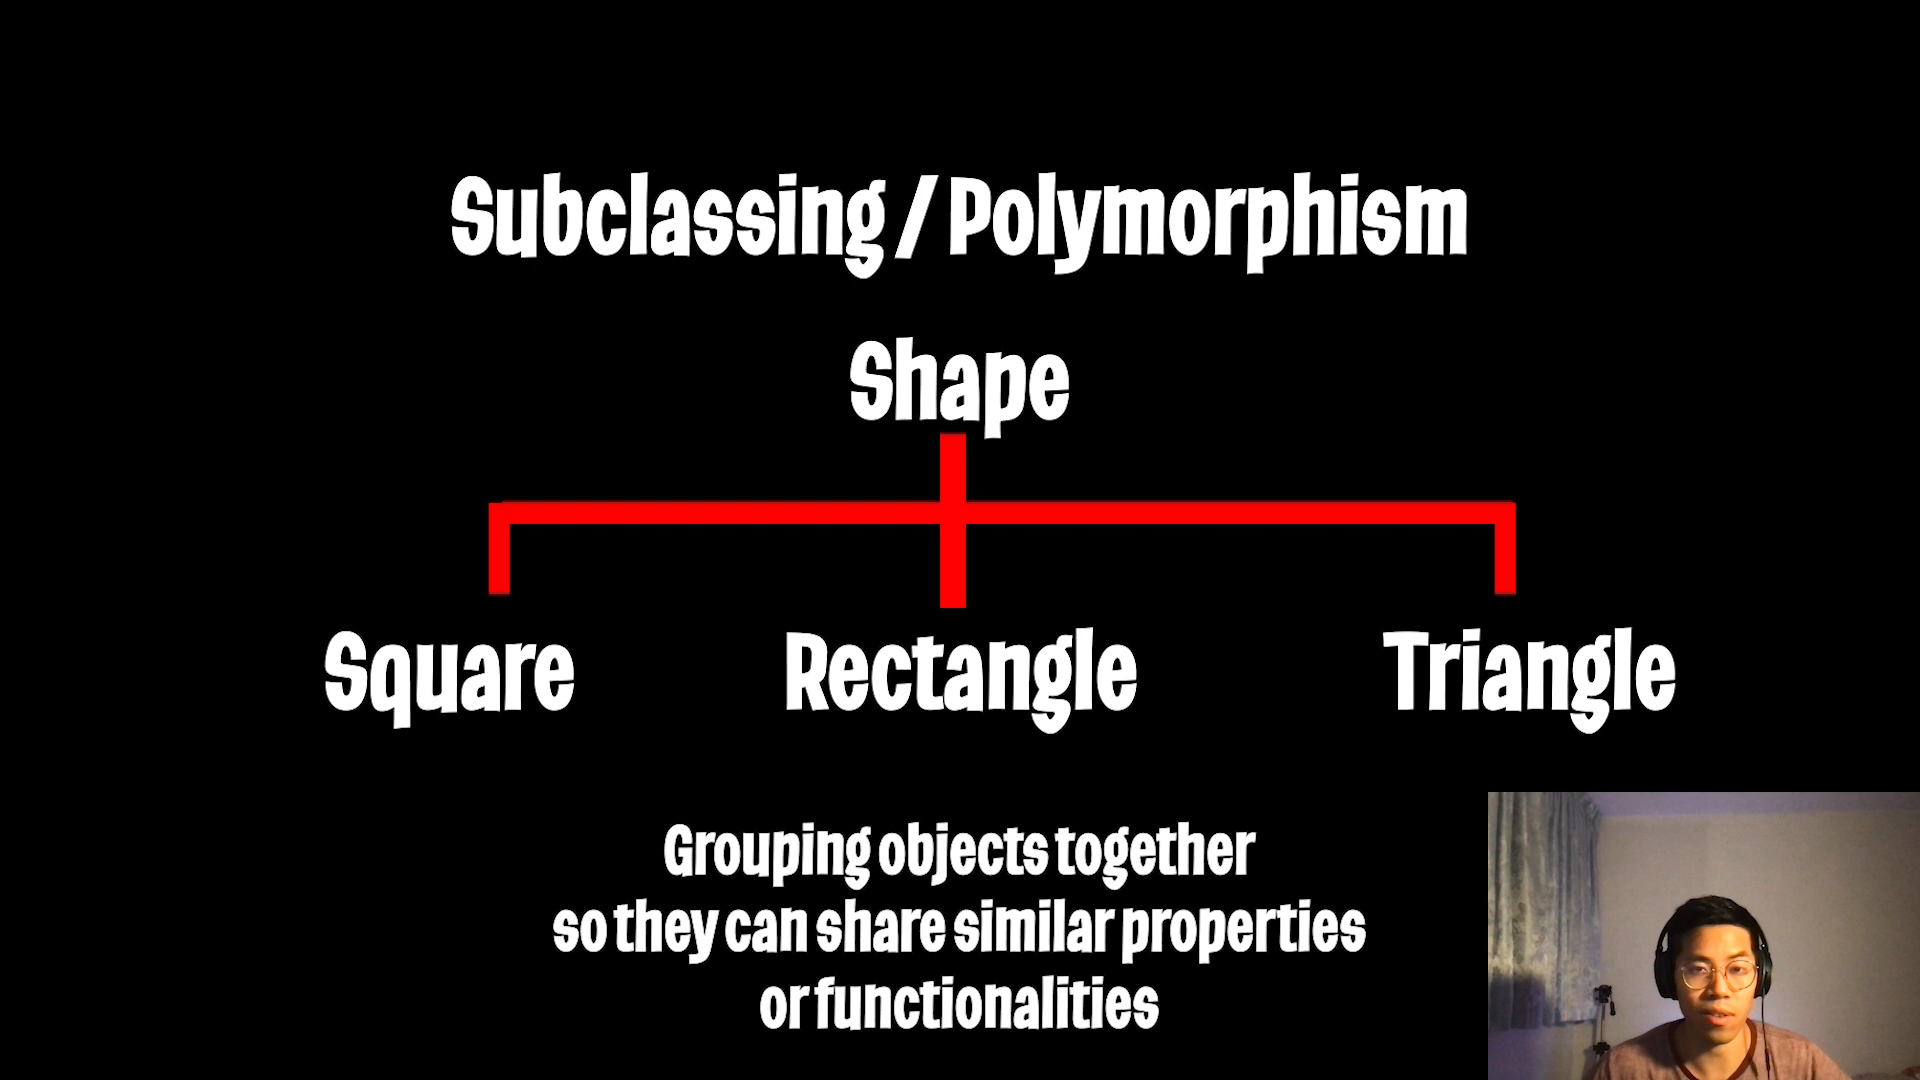 Subclassing / Polymorphism
Shape
Square
Rectangle
Triangle
Grouping objects together
so they can share similar properties
or functionalities